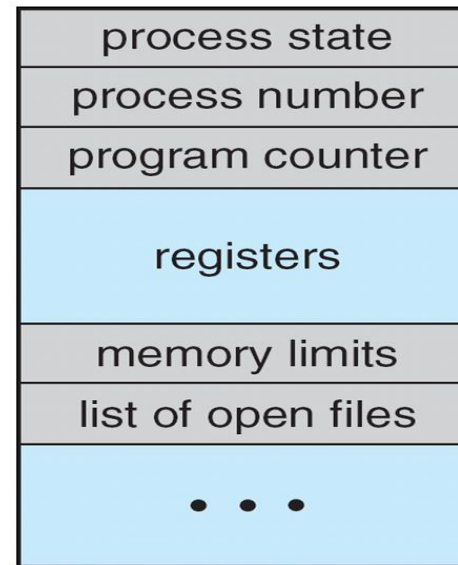 process state
process number
program counter
registers
memory limits
list of open files
• • •